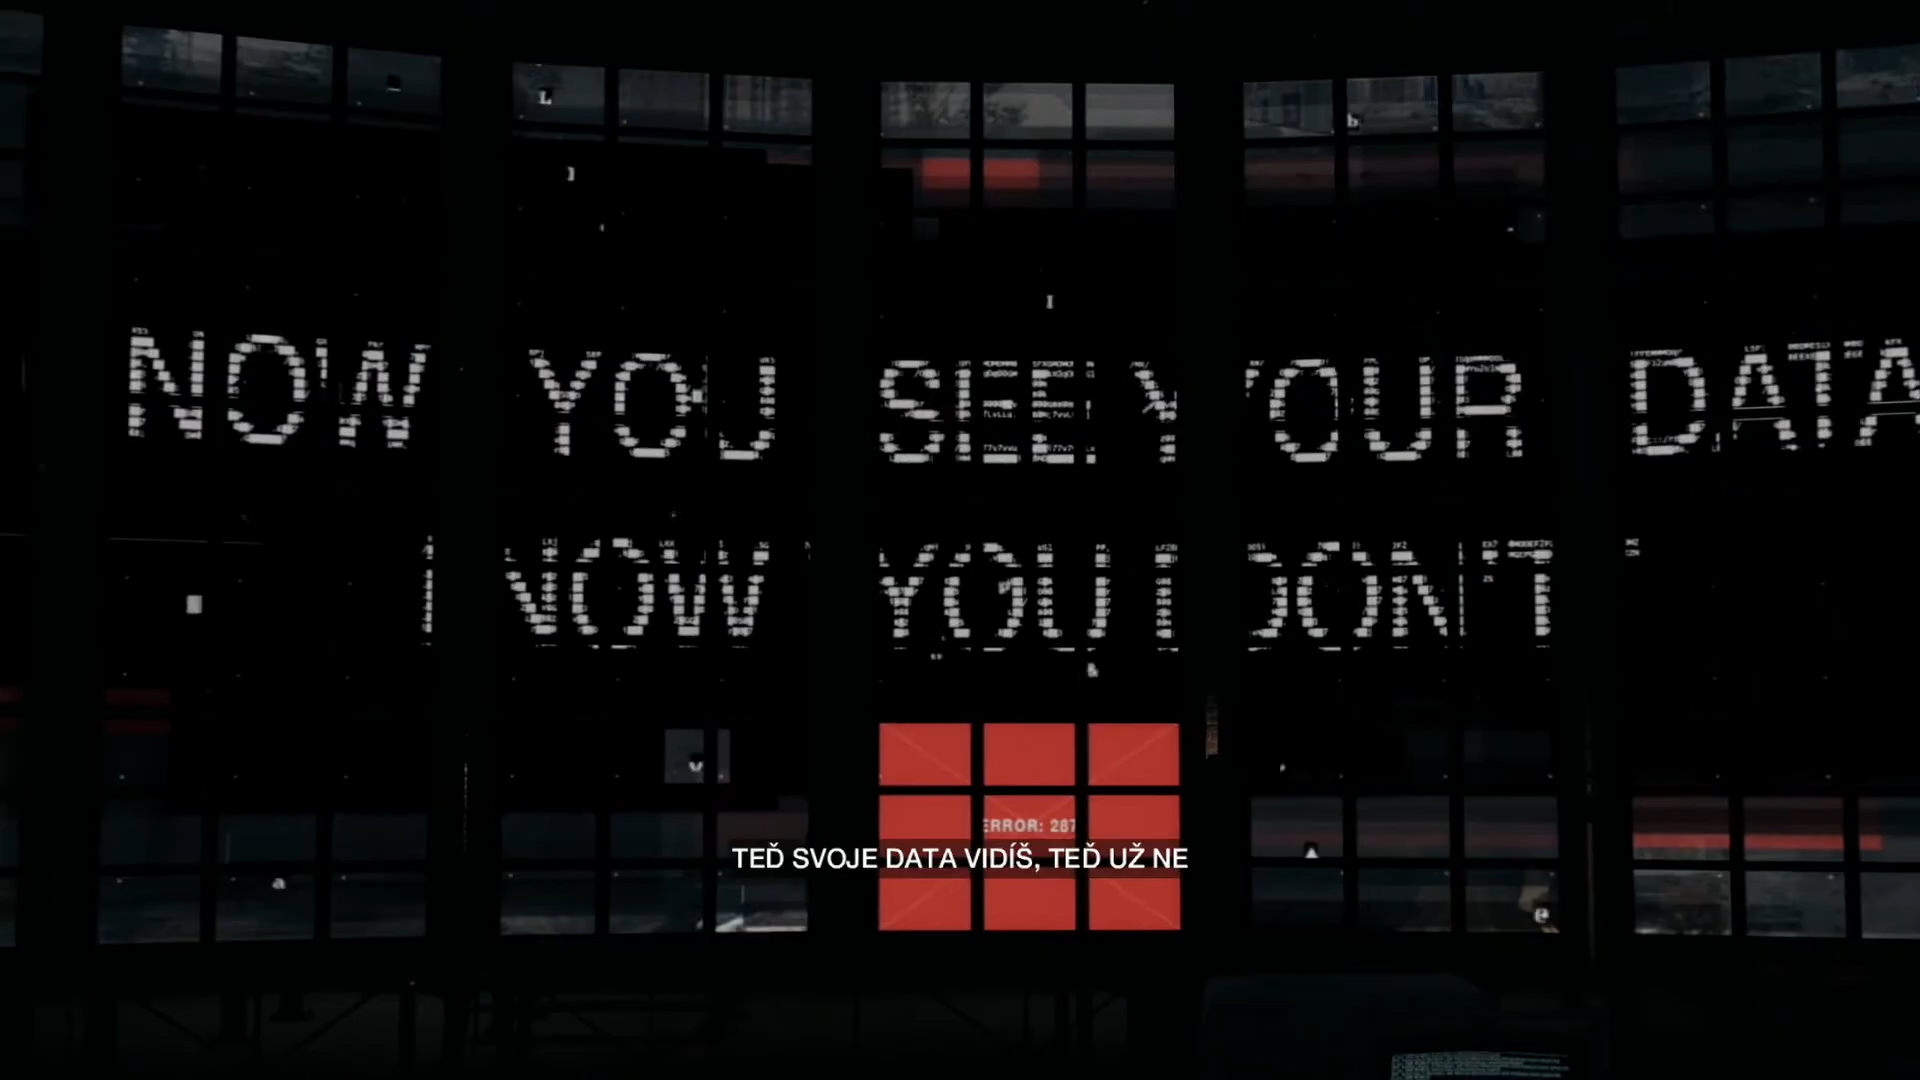 NOW YOU SEE YOUR DATA
NOW YOU DON'T
ERROR: 287
TEĎ SVOJE DATA VIDÍŠ, TEĎ UŽ NE